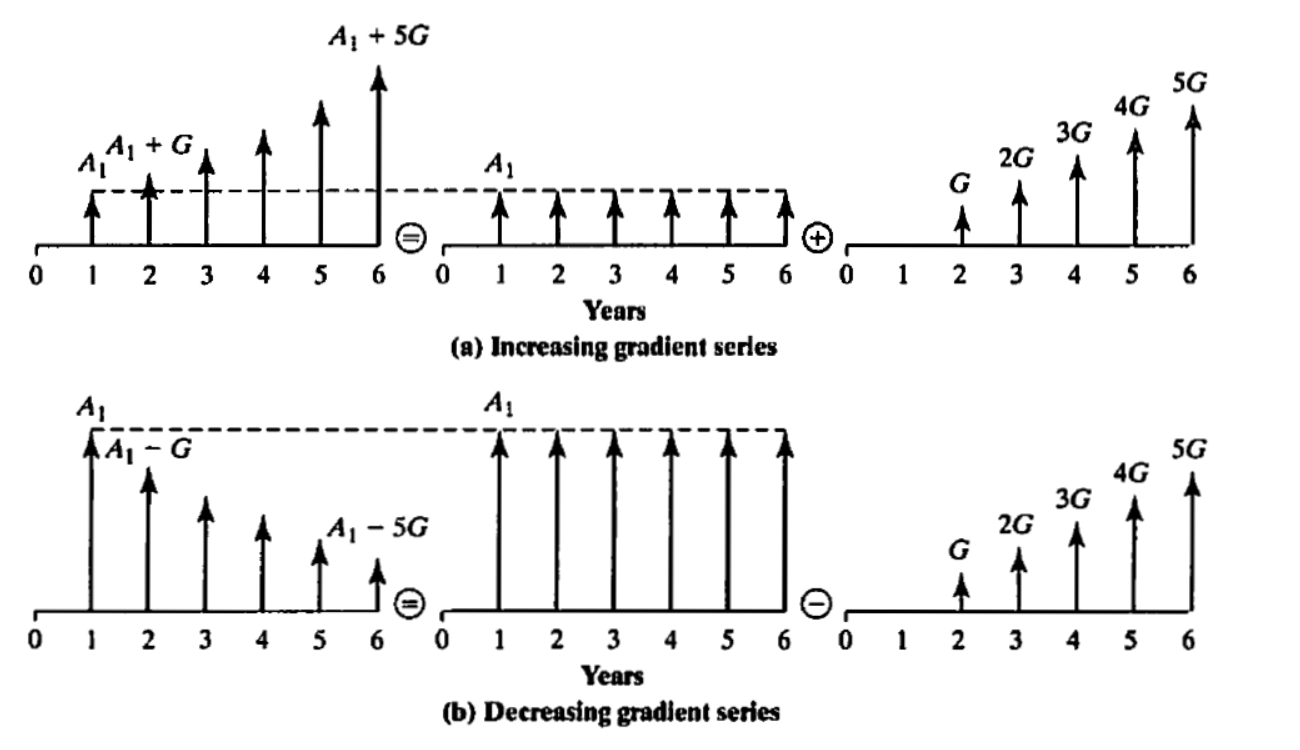 A₁ + 5G
5G
4G
3G
A₁ + G
2G
A₁
A₁
G
= +
0 1 2 3 4 5 6 0 1 2 3 4 5 6 0 1 2 3 4 5 6
Years
(a) Increasing gradient series
A₁
A₁
A₁ − G
5G
4G
3G
A₁ − 5G
2G
G
= −
0 1 2 3 4 5 6 0 1 2 3 4 5 6 0 1 2 3 4 5 6
Years
(b) Decreasing gradient series